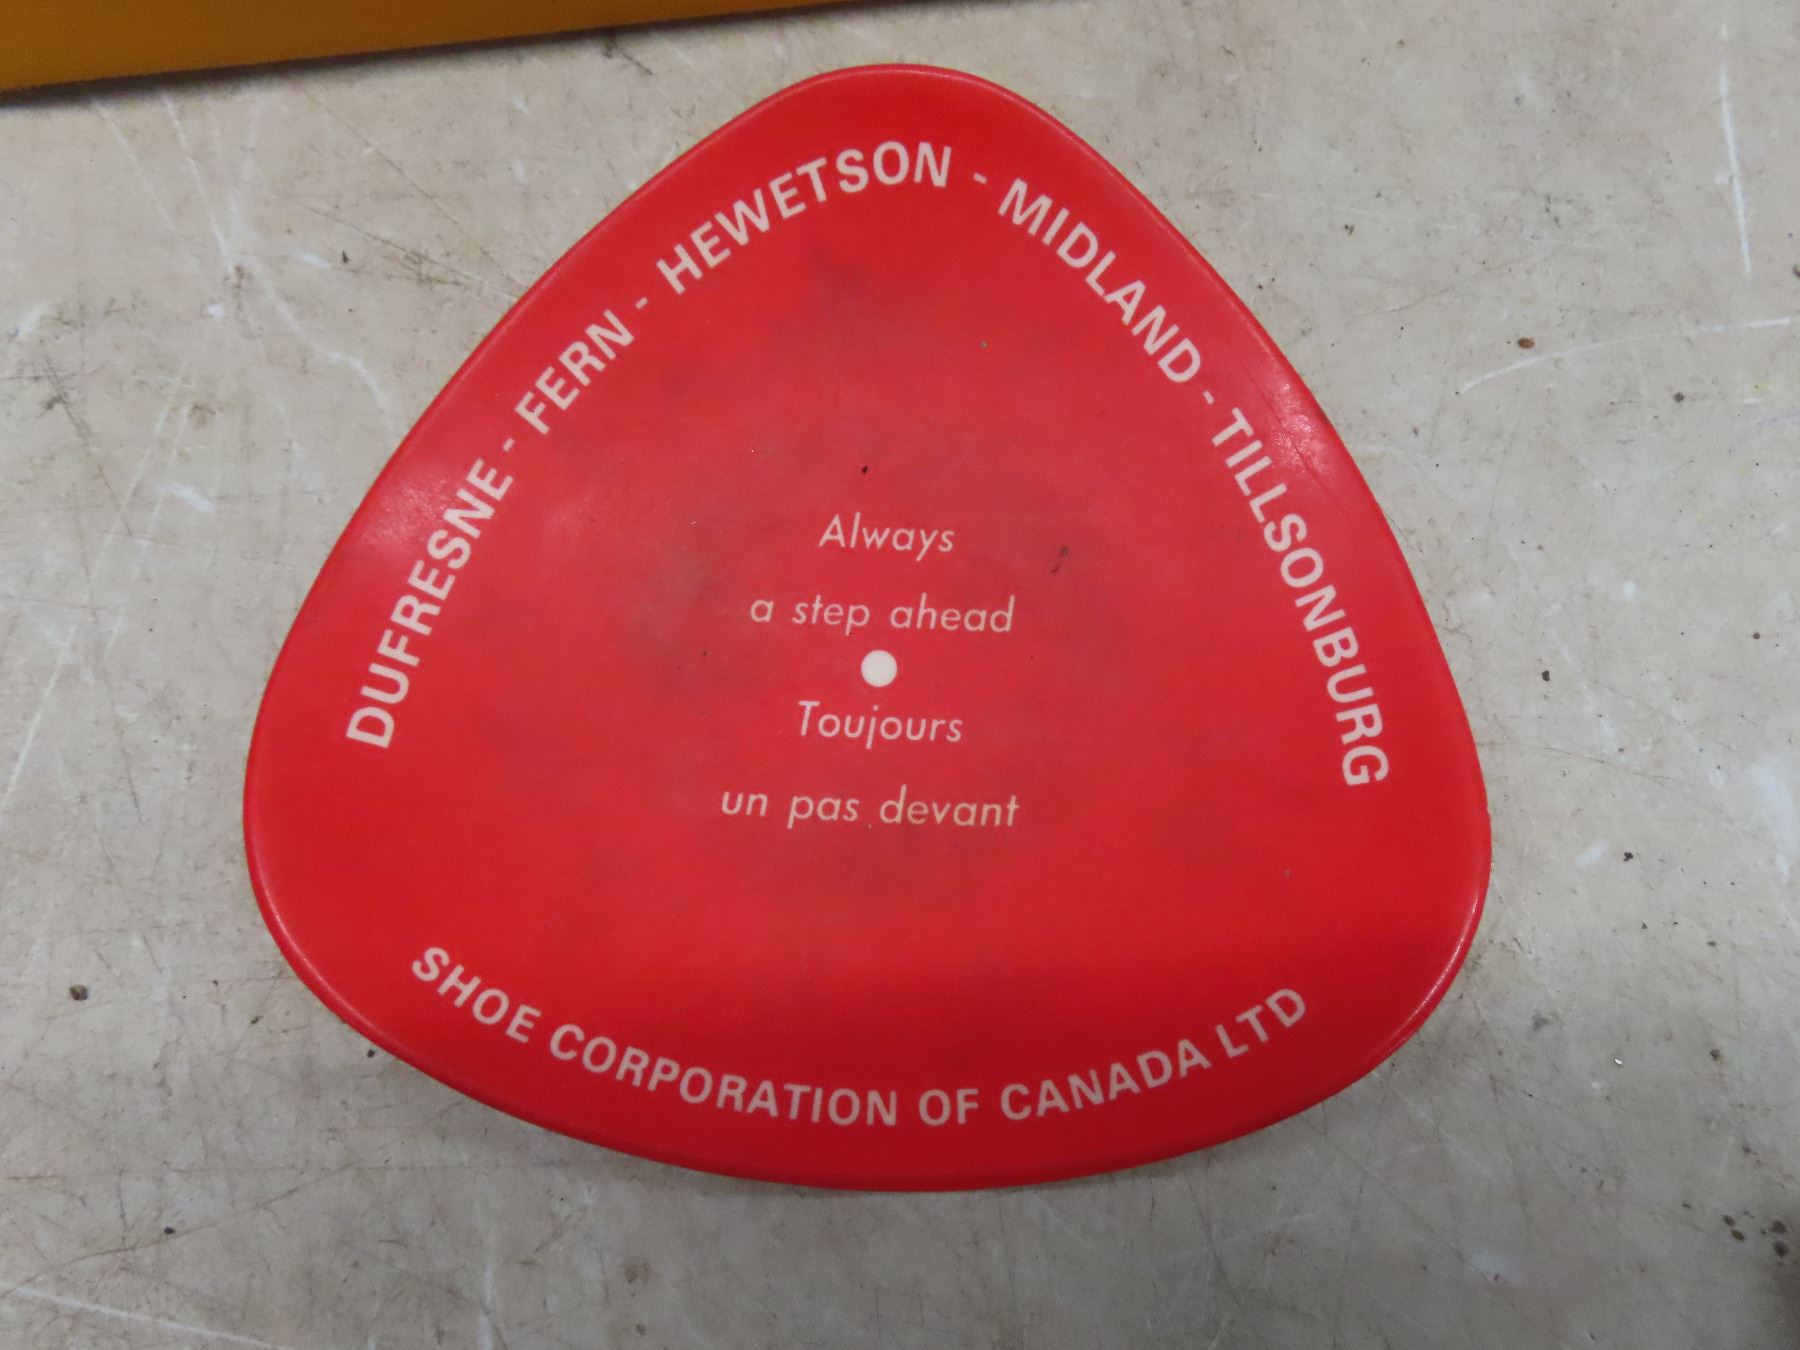 DUFRESNE - FERN - HEWETSON - MIDLAND - TILLSONBURG
Always
a step ahead
Toujours
un pas devant
SHOE CORPORATION OF CANADA LTD